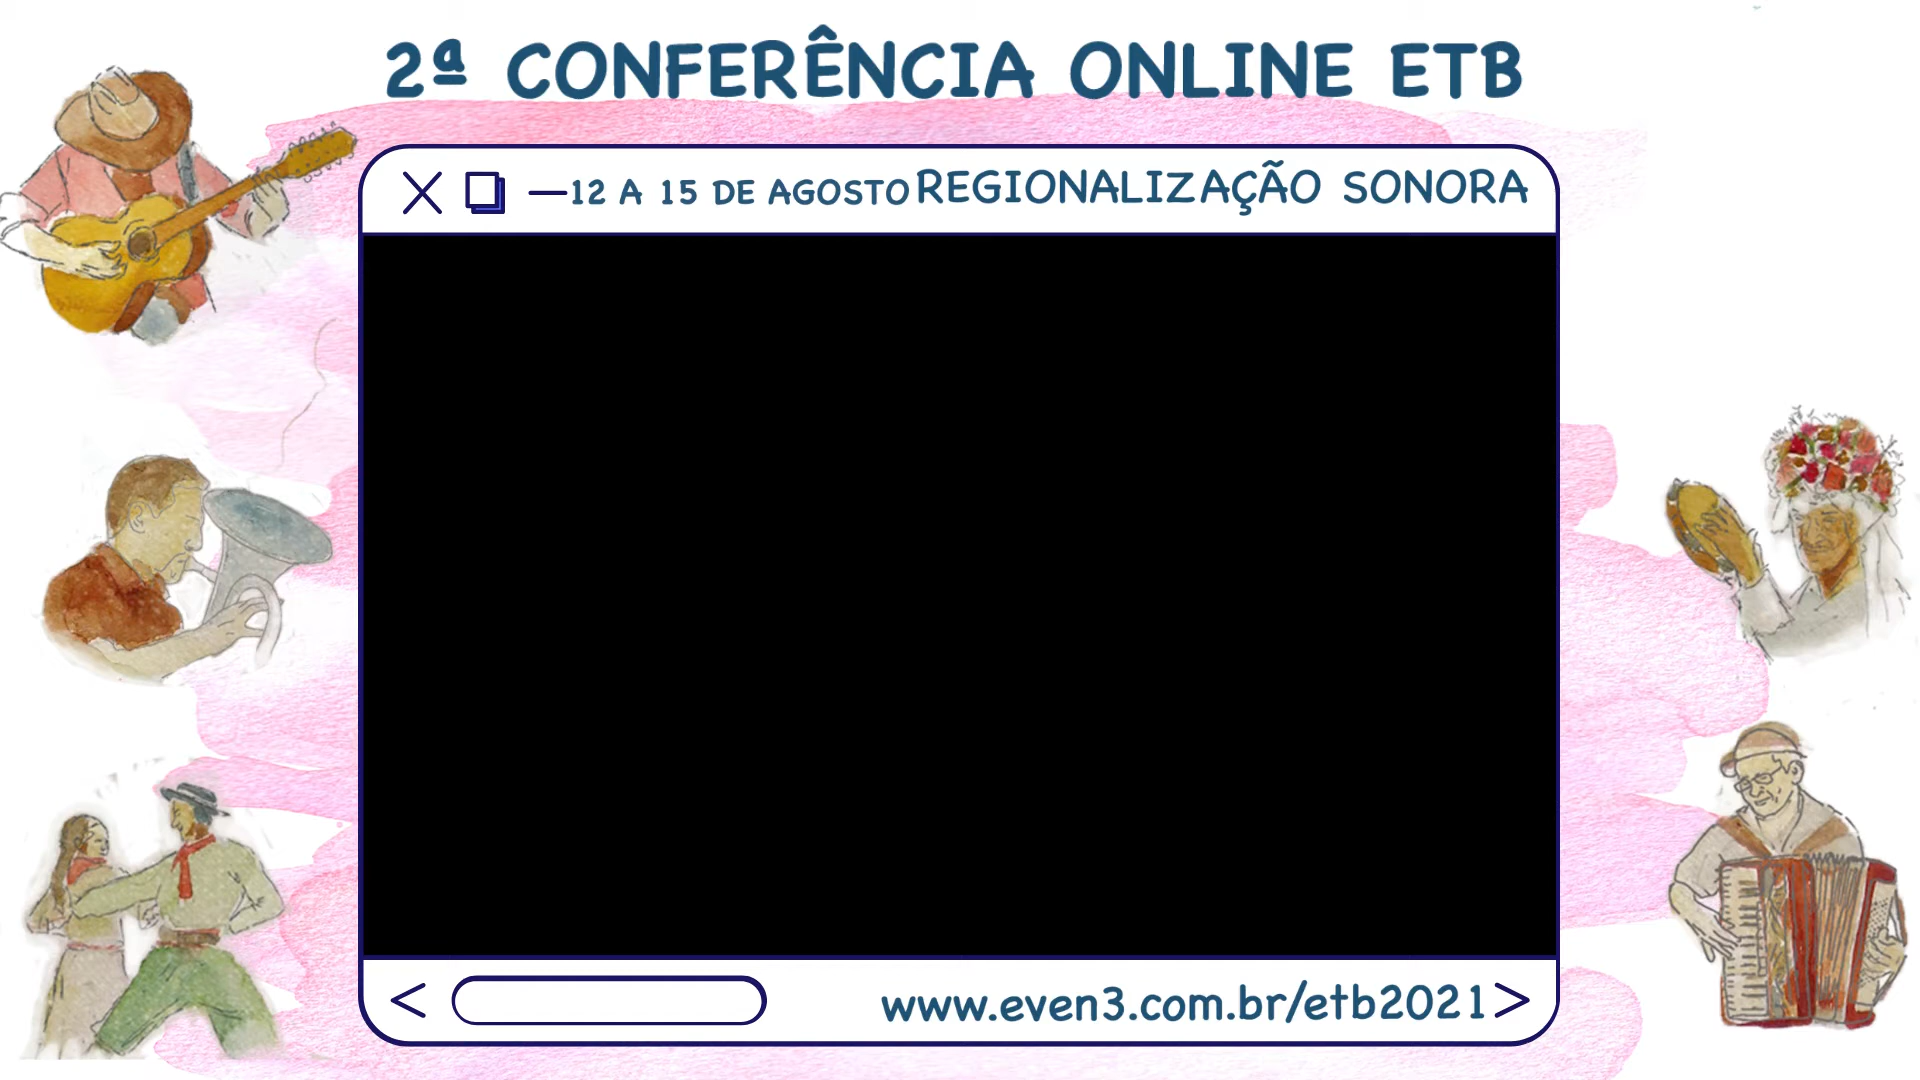 2ª CONFERÊNCIA ONLINE ETB
12 A 15 DE AGOSTO REGIONALIZAÇÃO SONORA
www.even3.com.br/etb2021